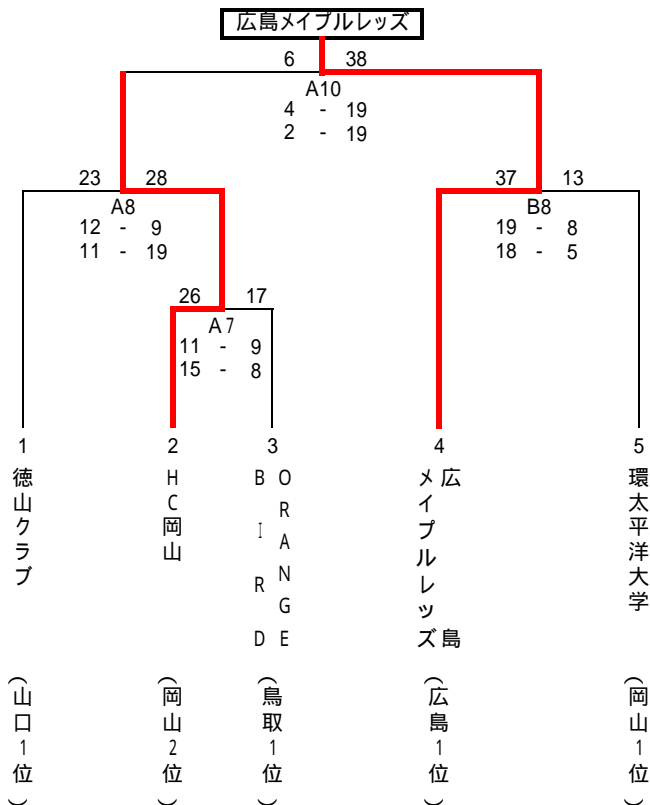 広島メイプルレッズ
6 38
A10
4 - 19
2 - 19
23 28
A8
12 - 9
11 - 19
37 13
B8
19 - 8
18 - 5
26 17
A7
11 - 9
15 - 8
1 2 3 4 5
徳山クラブ
(山口1位)
HC岡山
(岡山2位)
ORANGE
BIRD
(鳥取1位)
広島
メイプルレッズ
(広島1位)
環太平洋大学
(岡山1位)